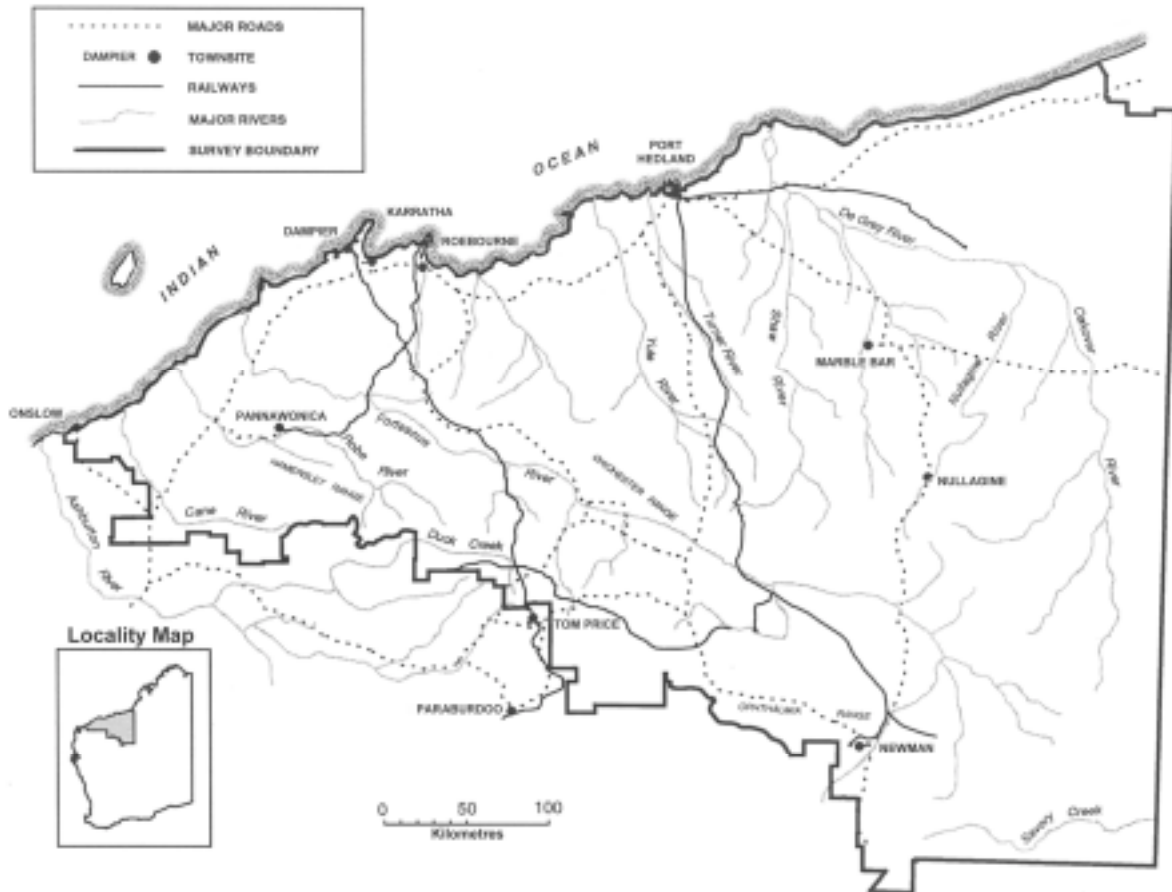 MAJOR ROADS
DAMPIER TOWNSITE
RAILWAYS
MAJOR RIVERS
SURVEY BOUNDARY
INDIAN
OCEAN
PORT
HEDLAND
KARRATHA
DAMPIER
ROEBOURNE
De Grey River
Turner River
Shaw
River
Yule
River
Oakover
River
Nullagine River
MARBLE BAR
ONSLOW
PANNAWONICA
Fortescue
River
Robe
River
HAMERSLEY RANGE
CHICHESTER RANGE
NULLAGINE
Ashburton
River
Cane River
Duck Creek
TOM PRICE
PARABURDOO
OPHTHALMIA RANGE
NEWMAN
Savory Creek
Locality Map
0 50 100
Kilometres